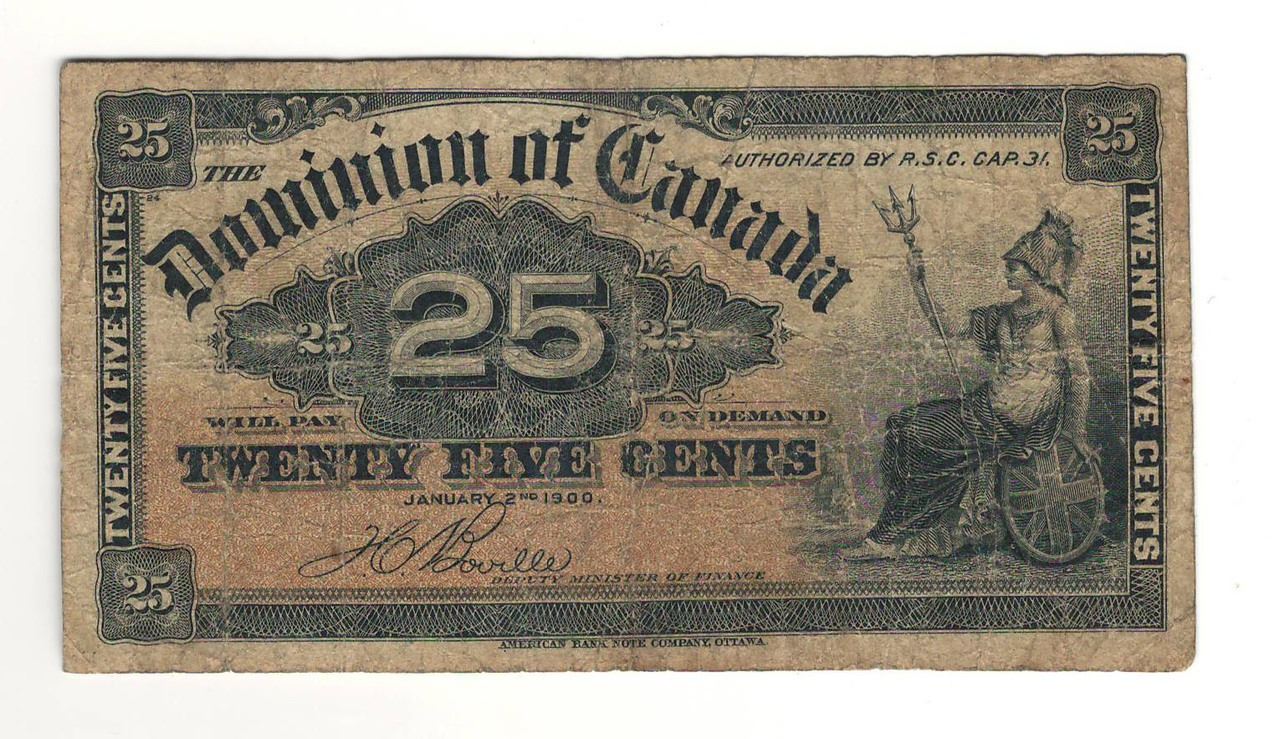 25
25
THE
Dominion of Canada
AUTHORIZED BY R.S.C. CAP. 31.
24
TWENTY FIVE CENTS
25
25
25
TWENTY FIVE CENTS
WILL PAY
ON DEMAND
TWENTY FIVE CENTS
JANUARY 2ND 1900.
H C Boville
DEPUTY MINISTER OF FINANCE
25
AMERICAN BANK NOTE COMPANY, OTTAWA.